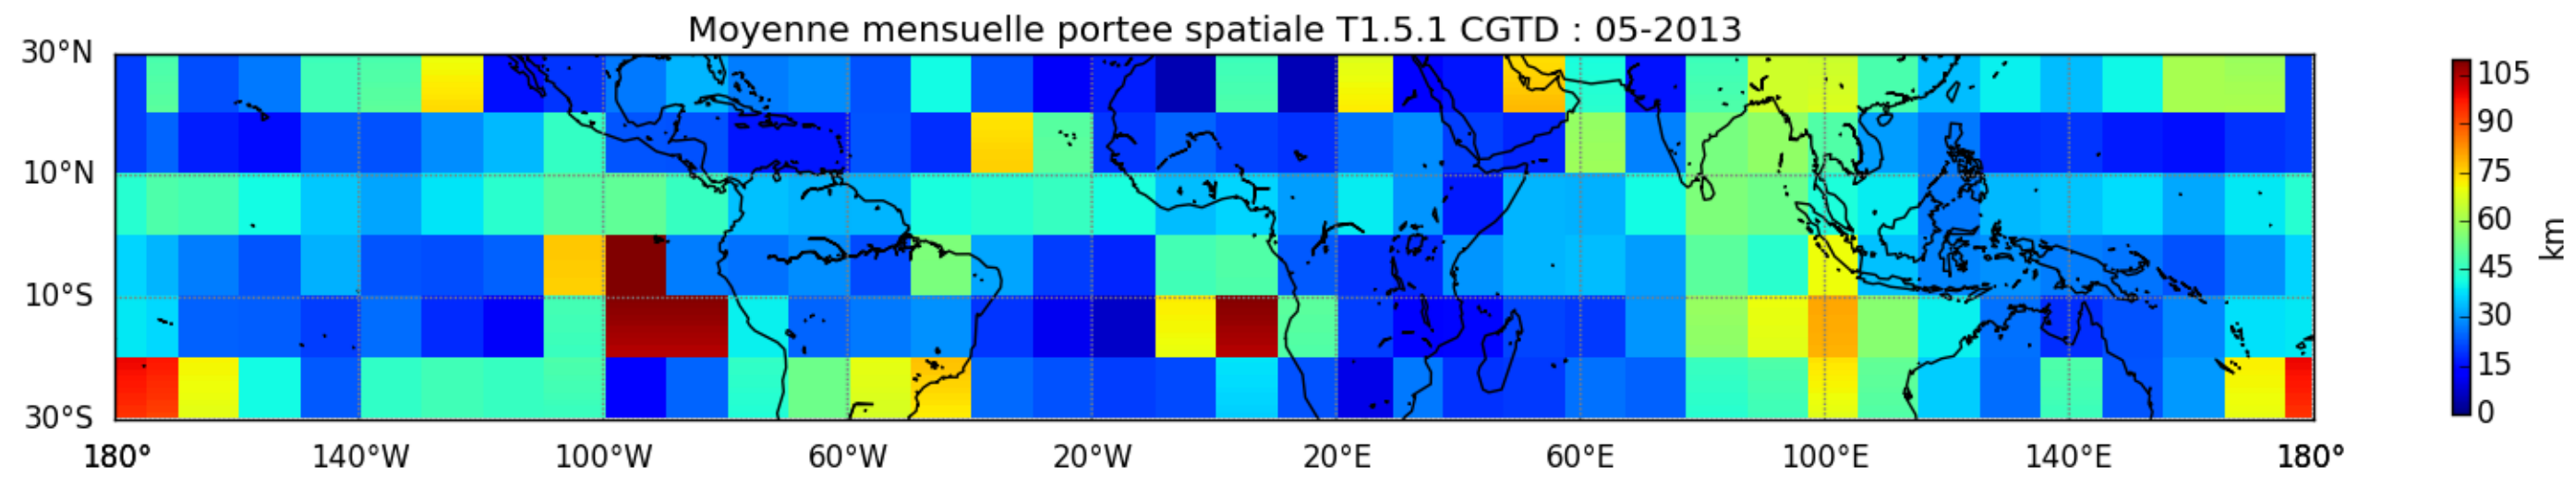 Moyenne mensuelle portee spatiale T1.5.1 CGTD : 05-2013
30°N
10°N
10°S
30°S
180° 140°W 100°W 60°W 20°W 20°E 60°E 100°E 140°E 180°
105
90
75
60
45
30
15
0
km